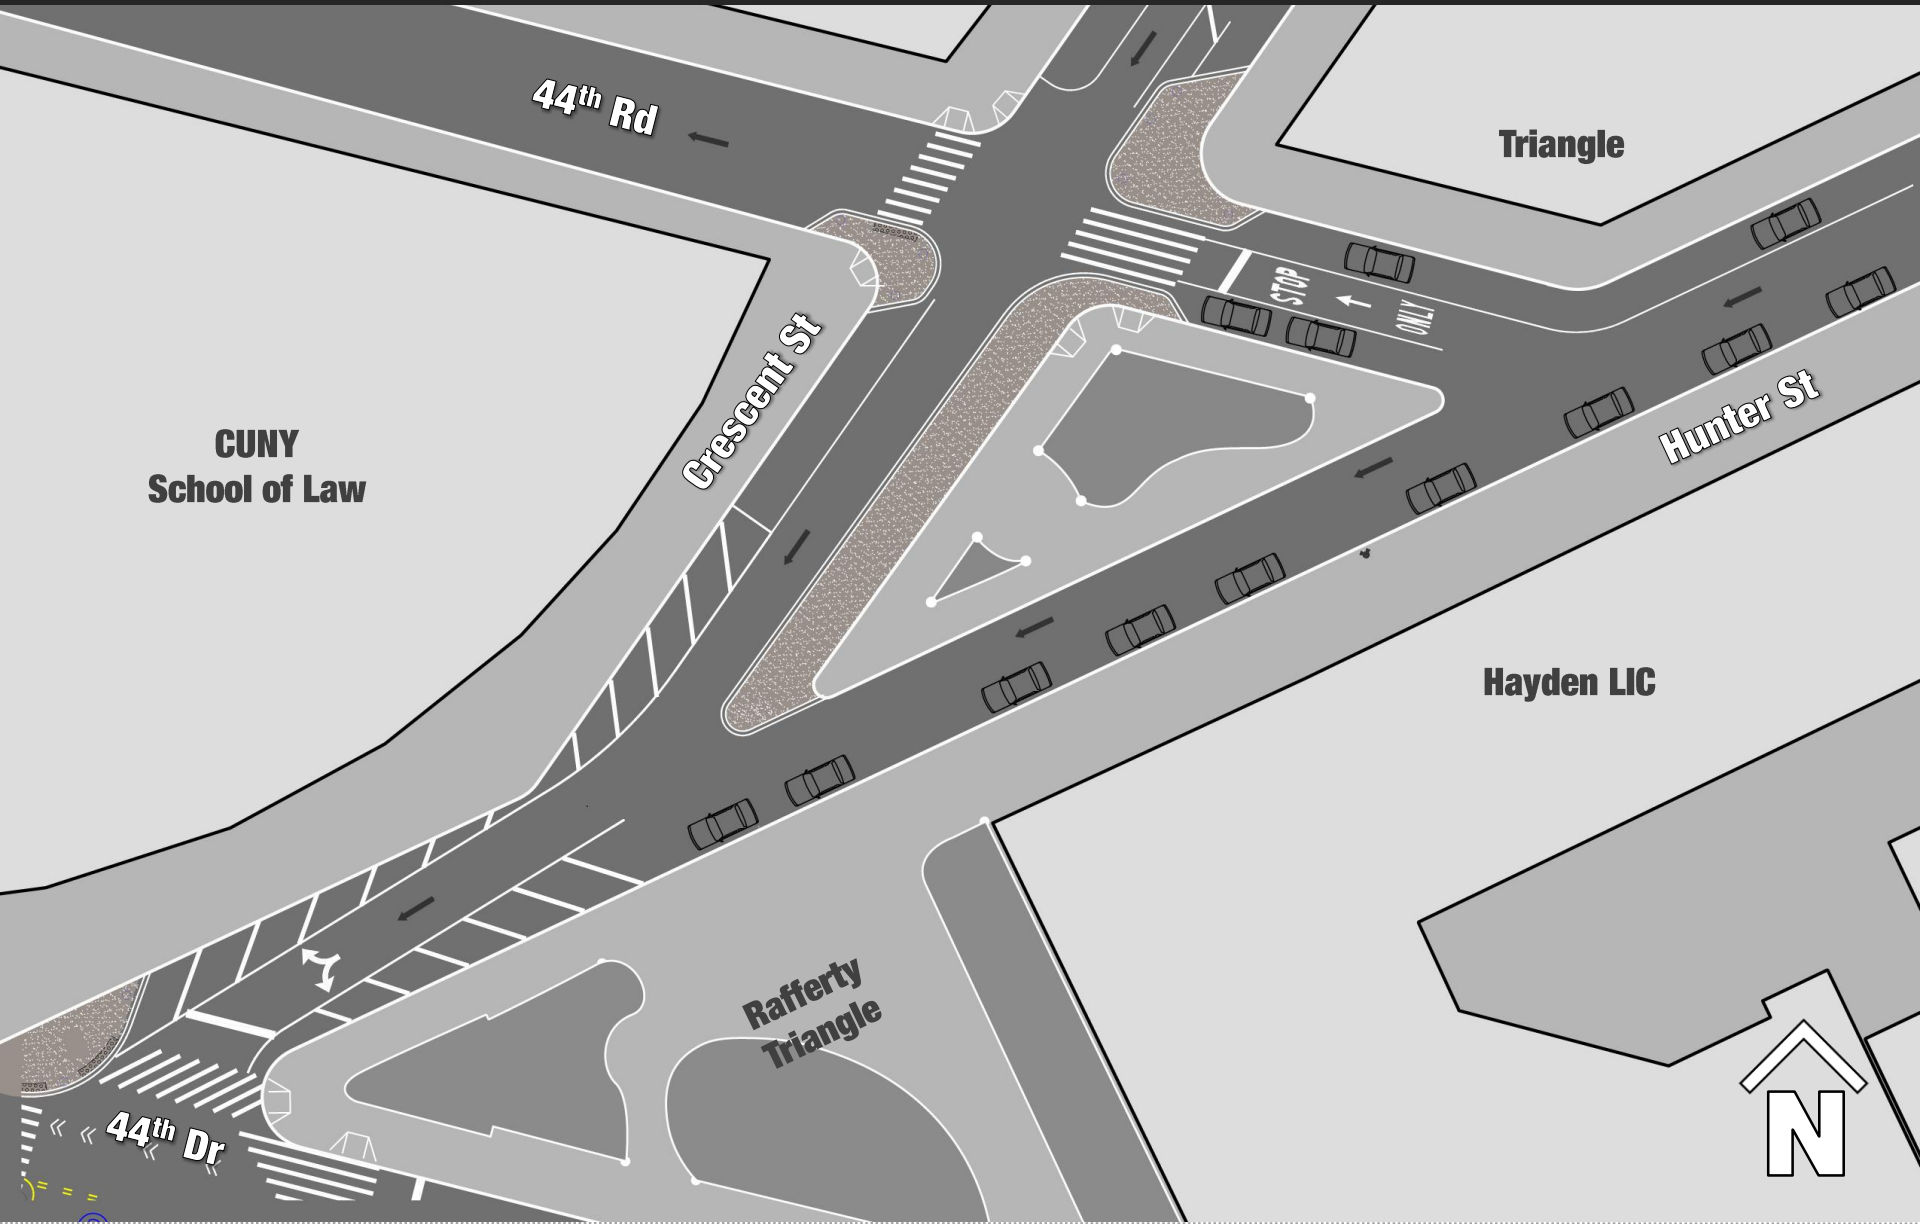 44th Rd
Triangle
STOP
ONLY
Crescent St
Hunter St
CUNY
School of Law
Hayden LIC
Rafferty
Triangle
44th Dr
N